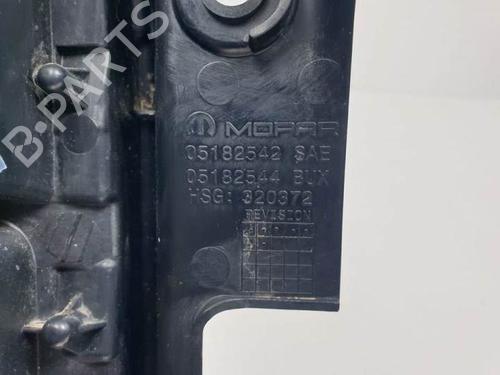 MOPAR
05182542 SAE
05182544 BUX
HSG: 320372
REVISION
B-PARTS